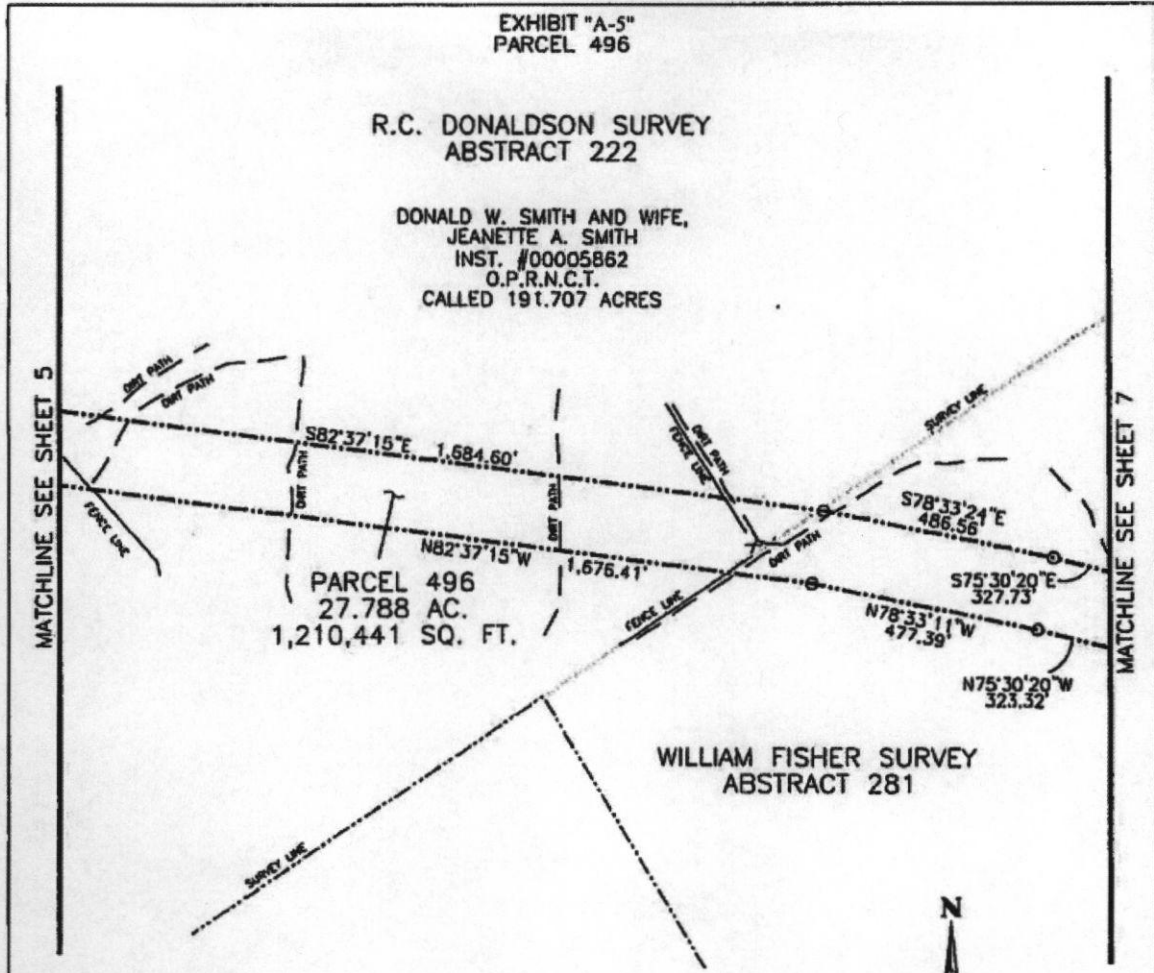 EXHIBIT "A-5"
PARCEL 496
R.C. DONALDSON SURVEY
ABSTRACT 222
DONALD W. SMITH AND WIFE,
JEANETTE A. SMITH
INST. #00005862
O.P.R.N.C.T.
CALLED 191.707 ACRES
MATCHLINE SEE SHEET 5
MATCHLINE SEE SHEET 7
DIRT PATH
DIRT PATH
FENCE LINE
S82°37'15"E
1,684.60'
DIRT PATH
DIRT PATH
DIRT PATH
FENCE LINE
SURVEY LINE
S78°33'24"E
486.56'
S75°30'20"E
327.73'
N82°37'15"W
1,676.41'
DIRT PATH
FENCE LINE
PARCEL 496
27.788 AC.
1,210,441 SQ. FT.
N78°33'11"W
477.39'
N75°30'20"W
323.32'
WILLIAM FISHER SURVEY
ABSTRACT 281
SURVEY LINE
N